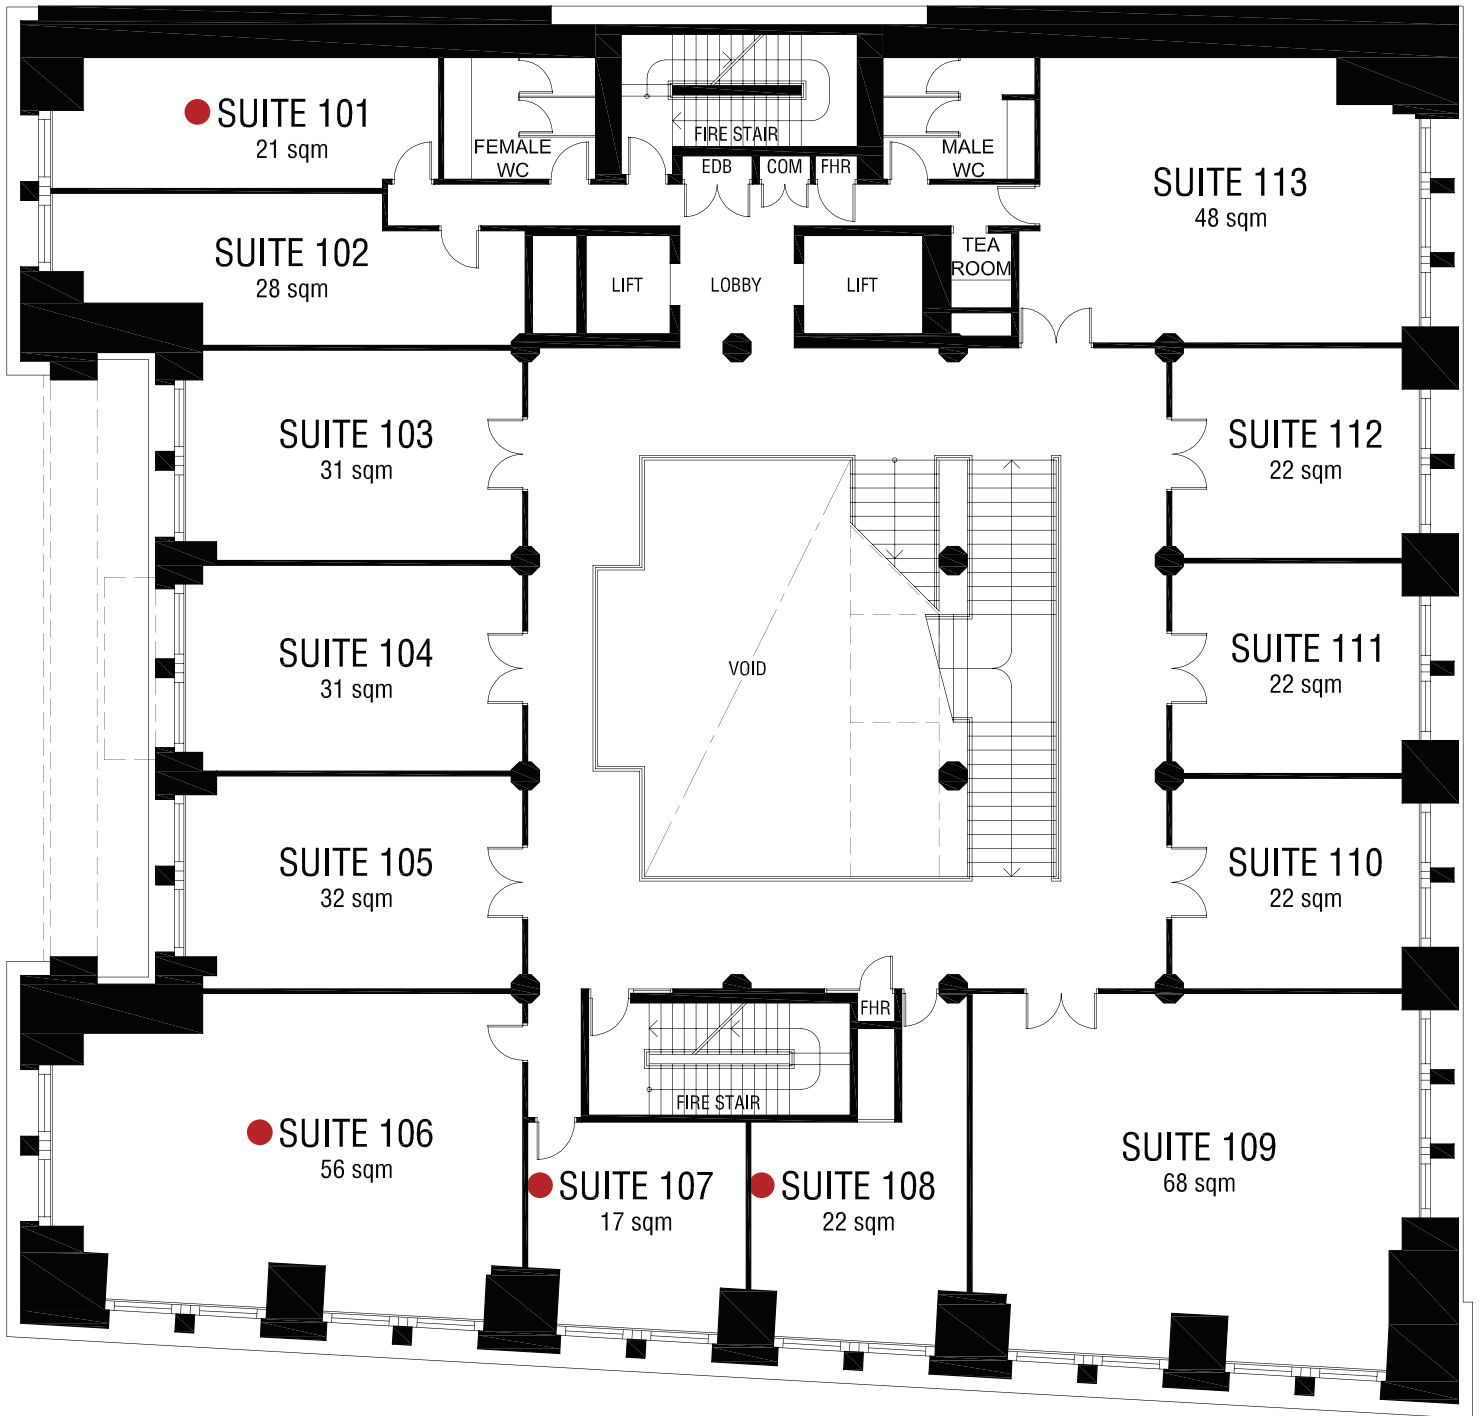 SUITE 101
21 sqm
FEMALE
WC
FIRE STAIR
EDB
COM
FHR
MALE
WC
SUITE 113
48 sqm
SUITE 102
28 sqm
LIFT
LOBBY
LIFT
TEA
ROOM
SUITE 103
31 sqm
SUITE 112
22 sqm
SUITE 104
31 sqm
VOID
SUITE 111
22 sqm
SUITE 105
32 sqm
SUITE 110
22 sqm
FHR
FIRE STAIR
SUITE 106
56 sqm
SUITE 107
17 sqm
SUITE 108
22 sqm
SUITE 109
68 sqm